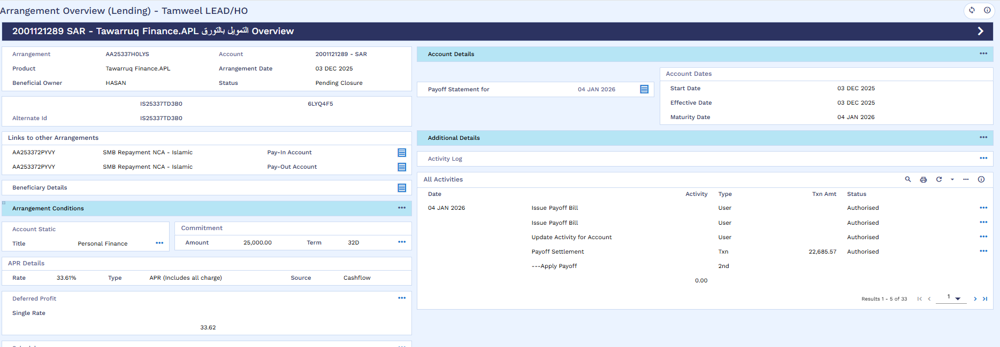 Arrangement Overview (Lending) - Tamweel LEAD/HO
2001121289 SAR - Tawarruq Finance.APL التمويل بالتورق Overview
Arrangement AA25337H0LYS Account 2001121289 - SAR
Product Tawarruq Finance.APL Arrangement Date 03 DEC 2025
Beneficial Owner HASAN Status Pending Closure
IS25337TD3B0 6LYQ4F5
Alternate Id IS25337TD3B0
Links to other Arrangements
AA253372PYVY SMB Repayment NCA - Islamic Pay-In Account
AA253372PYVY SMB Repayment NCA - Islamic Pay-Out Account
Beneficiary Details
Arrangement Conditions
Account Static
Title Personal Finance
Commitment
Amount 25,000.00 Term 32D
APR Details
Rate 33.61% Type APR (Includes all charge) Source Cashflow
Deferred Profit
Single Rate
33.62
Account Details
Payoff Statement for 04 JAN 2026
Account Dates
Start Date 03 DEC 2025
Effective Date 03 DEC 2025
Maturity Date 04 JAN 2026
Additional Details
Activity Log
All Activities
Date Activity Type Txn Amt Status
04 JAN 2026 Issue Payoff Bill User Authorised
Issue Payoff Bill User Authorised
Update Activity for Account User Authorised
Payoff Settlement Txn 22,685.57 Authorised
---Apply Payoff 2nd
0.00
Results 1 - 5 of 33 1